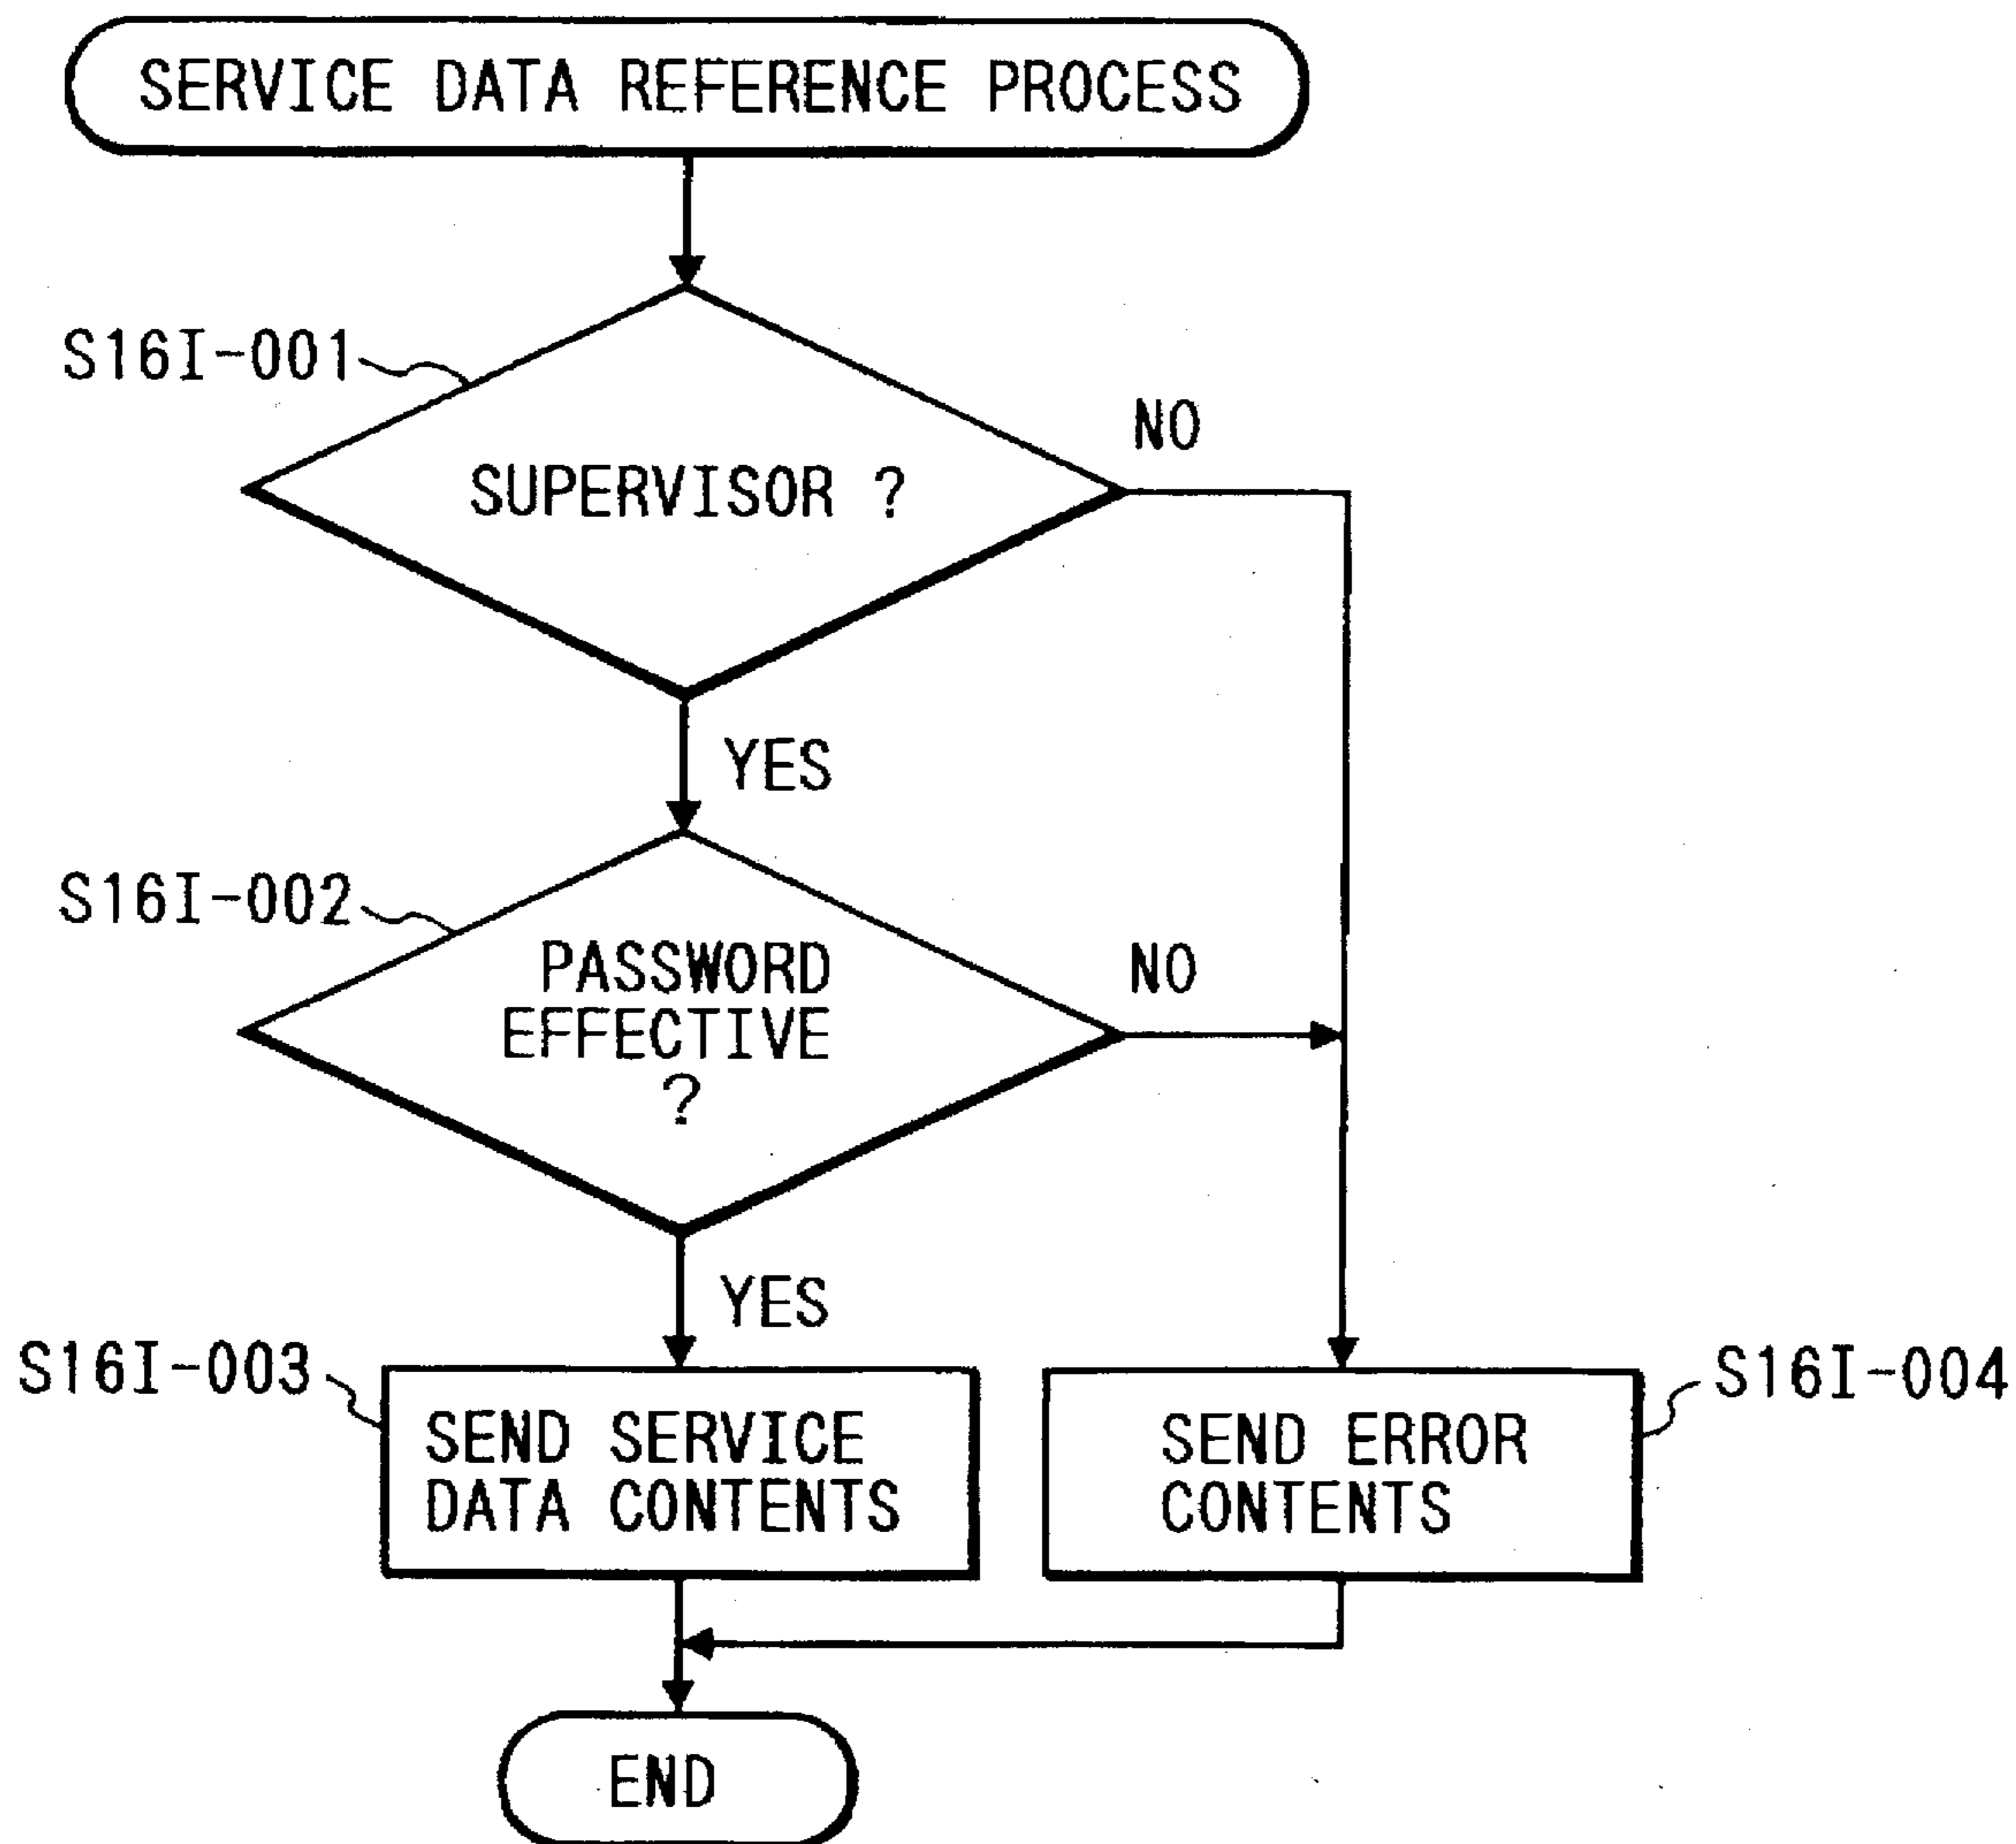 SERVICE DATA REFERENCE PROCESS
S16I-001
NO
SUPERVISOR ?
YES
S16I-002
PASSWORD
EFFECTIVE
?
NO
YES
S16I-003
SEND SERVICE
DATA CONTENTS
SEND ERROR
CONTENTS
S16I-004
END